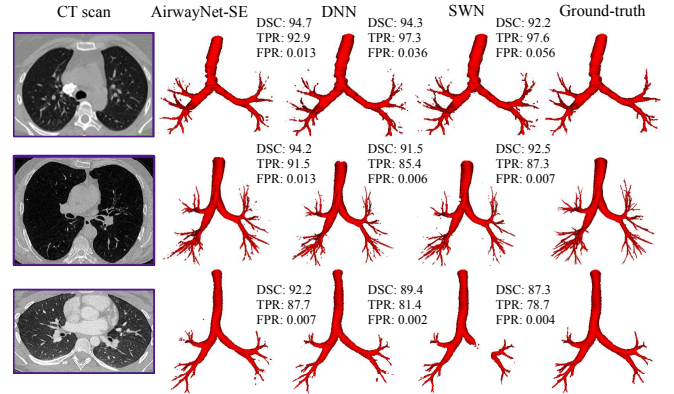 CT scan AirwayNet-SE DNN SWN Ground-truth
DSC: 94.7 DSC: 94.3 DSC: 92.2
TPR: 92.9 TPR: 97.3 TPR: 97.6
FPR: 0.013 FPR: 0.036 FPR: 0.056
DSC: 94.2 DSC: 91.5 DSC: 92.5
TPR: 91.5 TPR: 85.4 TPR: 87.3
FPR: 0.013 FPR: 0.006 FPR: 0.007
DSC: 92.2 DSC: 89.4 DSC: 87.3
TPR: 87.7 TPR: 81.4 TPR: 78.7
FPR: 0.007 FPR: 0.002 FPR: 0.004